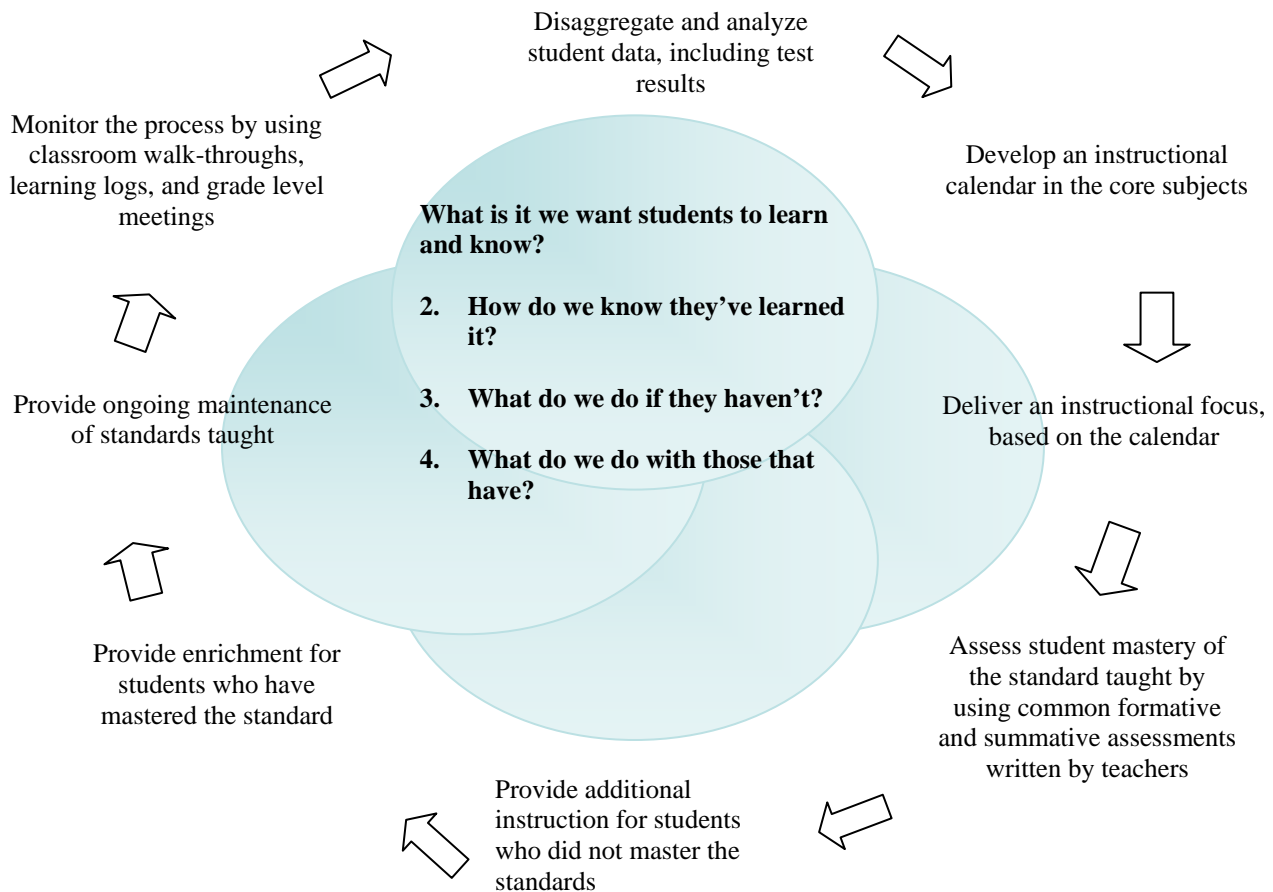 Disaggregate and analyze
student data, including test
results
Develop an instructional
calendar in the core subjects
Deliver an instructional focus,
based on the calendar
Assess student mastery of
the standard taught by
using common formative
and summative assessments
written by teachers
Provide additional
instruction for students
who did not master the
standards
Provide enrichment for
students who have
mastered the standard
Provide ongoing maintenance
of standards taught
Monitor the process by using
classroom walk-throughs,
learning logs, and grade level
meetings
What is it we want students to learn
and know?
2. How do we know they’ve learned
it?
3. What do we do if they haven’t?
4. What do we do with those that
have?